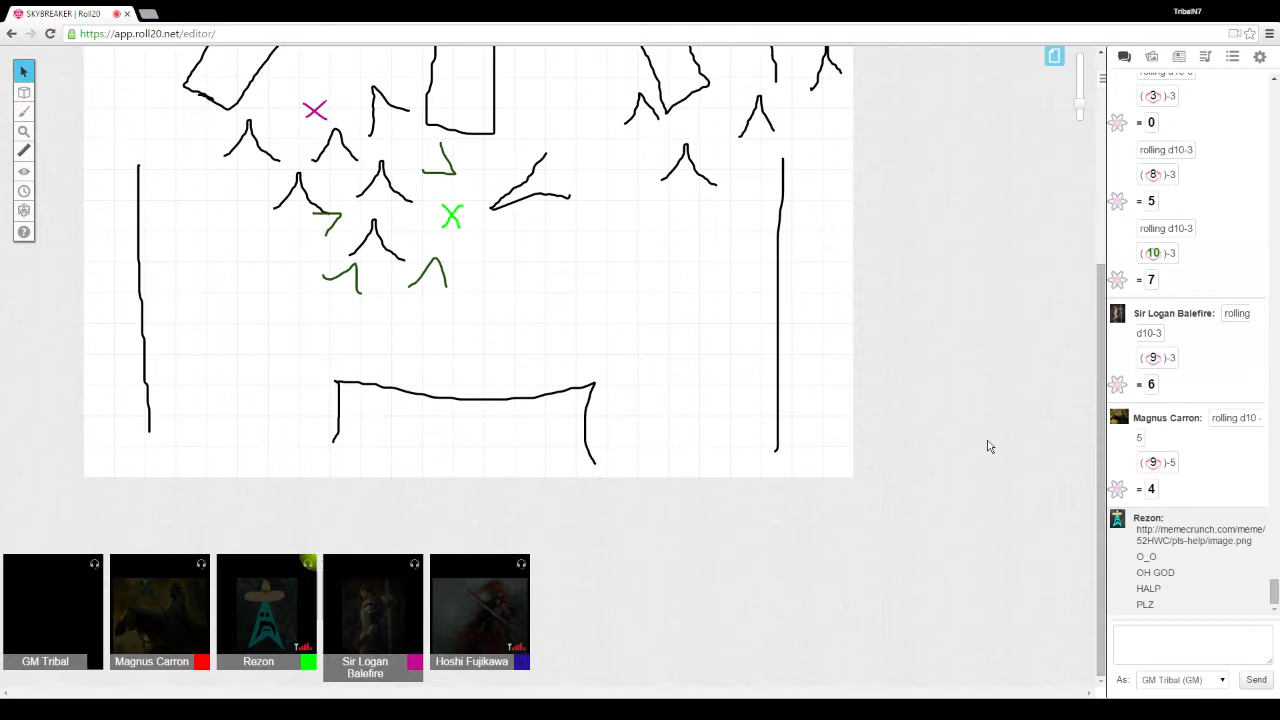 TribalN7
SKYBREAKER | Roll20
https://app.roll20.net/editor/
rolling d10-3
( 3 )-3
= 0
rolling d10-3
( 8 )-3
= 5
rolling d10-3
( 10 )-3
= 7
Sir Logan Balefire: rolling
d10-3
( 9 )-3
= 6
Magnus Carron: rolling d10 -
5
( 9 )-5
= 4
Rezon:
http://memecrunch.com/meme/
52HWC/pls-help/image.png
O_O
OH GOD
HALP
PLZ
As: GM Tribal (GM) Send
GM Tribal
Magnus Carron
Rezon
Sir Logan
Balefire
Hoshi Fujikawa